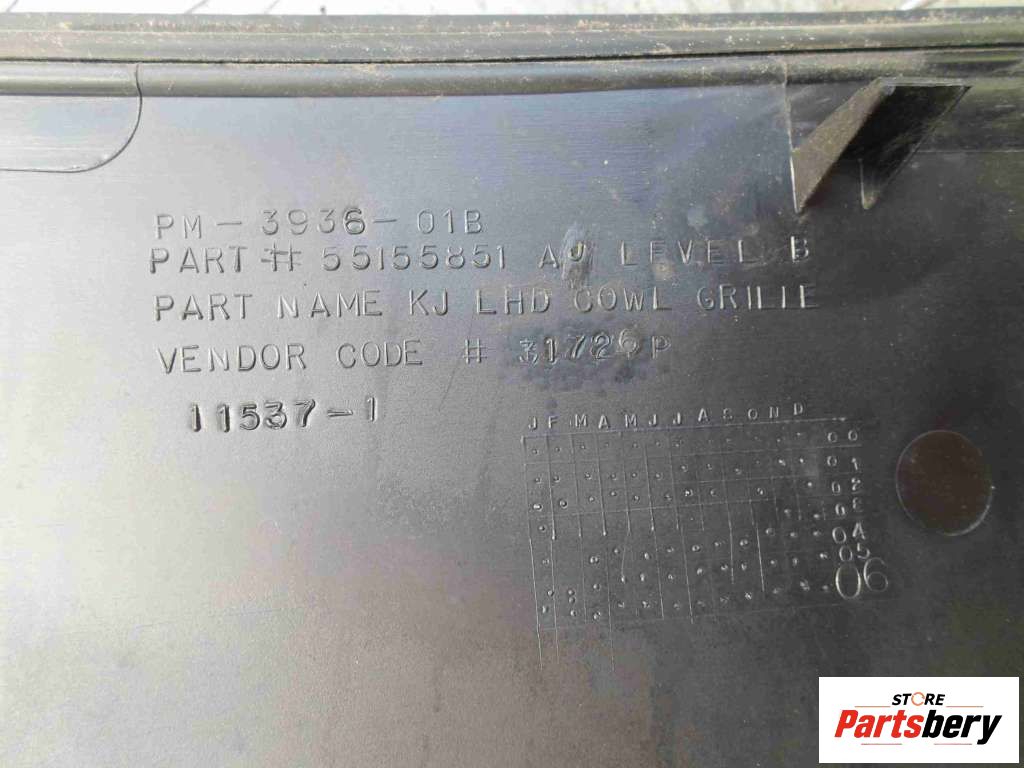 PM-3936-01B
PART # 55155851 AJ LEVEL B
PART NAME KJ LHD COWL GRILLE
VENDOR CODE # 31726P
11537-1
J F M A M J J A S O N D
00
01
02
03
04
05
06
STORE
Partsbery